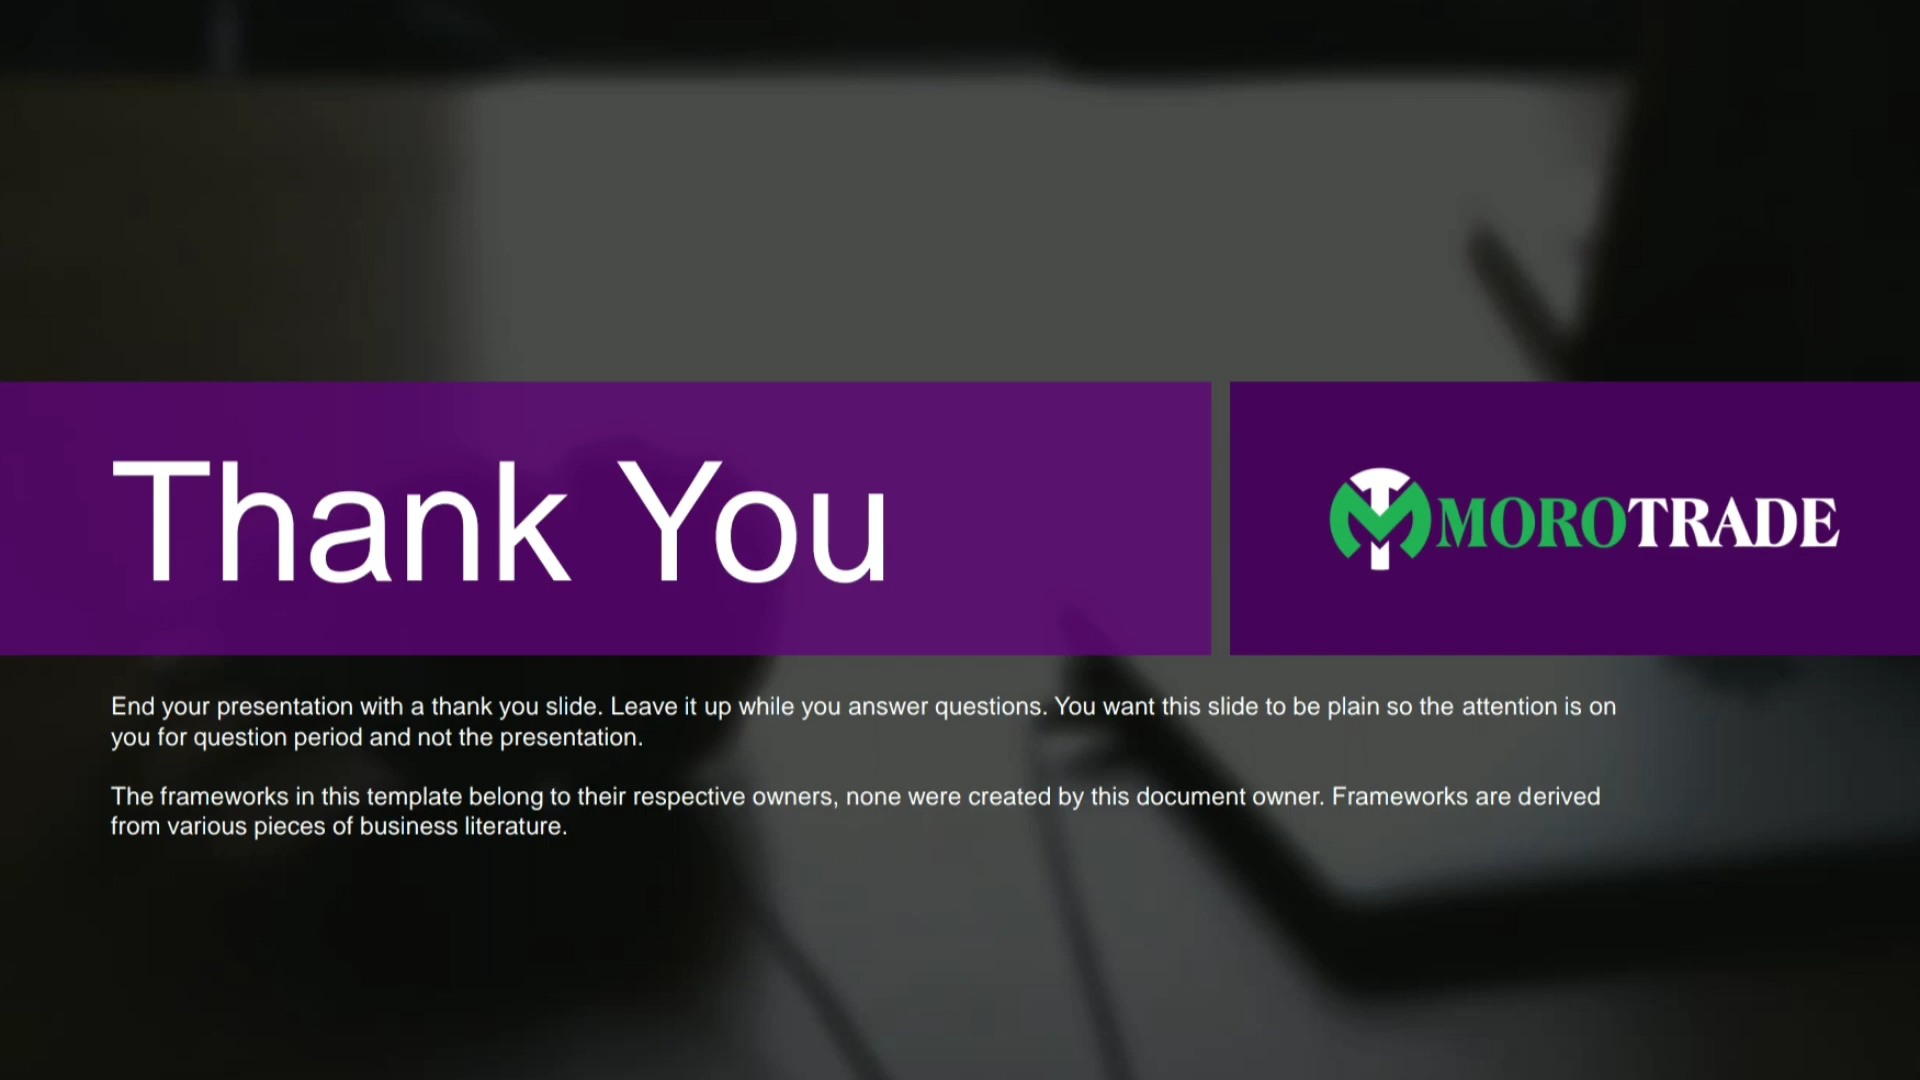 Thank You
MOROTRADE
End your presentation with a thank you slide. Leave it up while you answer questions. You want this slide to be plain so the attention is on
you for question period and not the presentation.
The frameworks in this template belong to their respective owners, none were created by this document owner. Frameworks are derived
from various pieces of business literature.